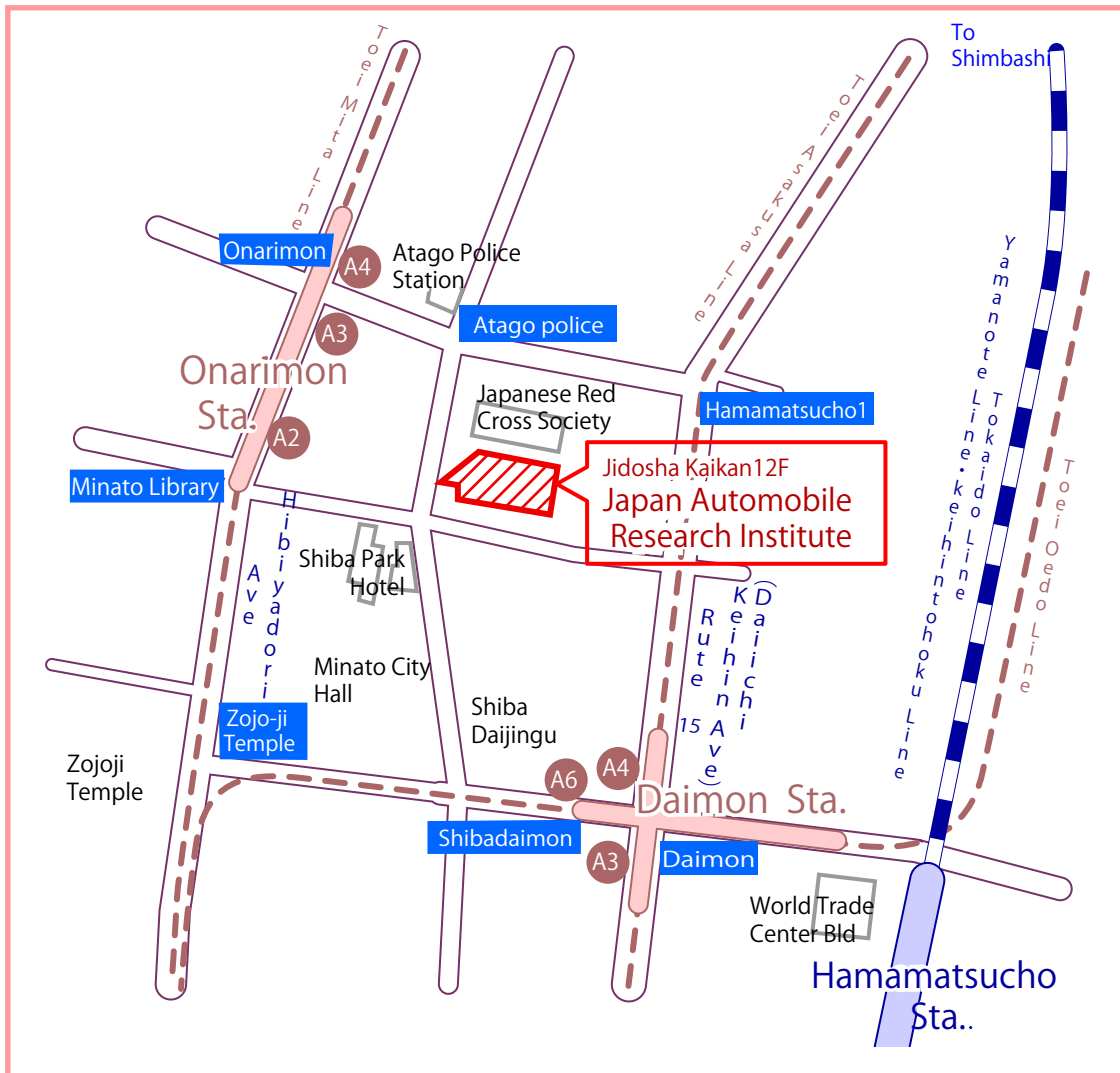 To
Shimbashi
Toei Mita Line
Toei Asakusa Line
Onarimon
A4
Atago Police
Station
Atago police
A3
Onarimon
Sta.
Japanese Red
Cross Society
Hamamatsucho1
A2
Minato Library
Jidosha Kaikan12F
Japan Automobile
Research Institute
Yamanote Line・keihintohoku Line
Tokaido Line
Toei Oedo Line
Hibiyadori
Ave
Shiba Park
Hotel
Rute 15
(Daiichi
Keihin Ave)
Minato City
Hall
Shiba
Daijingu
Zojo-ji
Temple
Zojoji
Temple
A6
A4
Daimon Sta.
Shibadaimon
A3
Daimon
World Trade
Center Bld
Hamamatsucho
Sta..